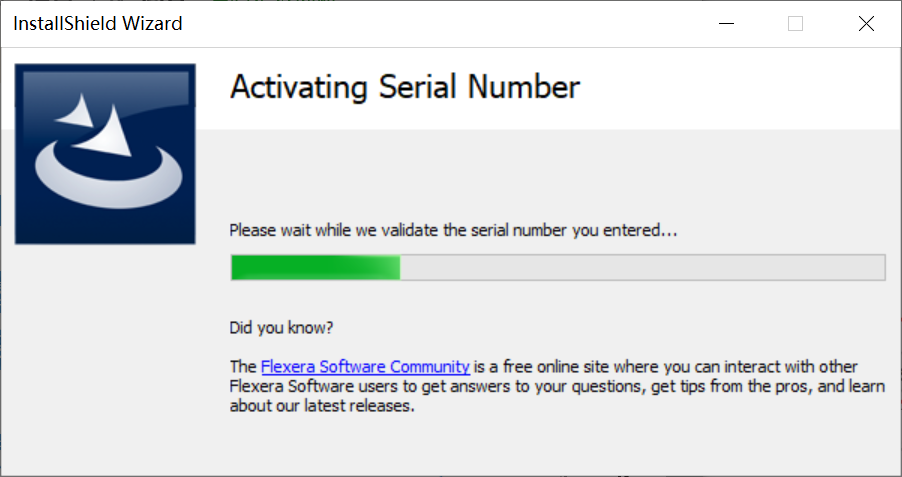 InstallShield Wizard
Activating Serial Number
Please wait while we validate the serial number you entered...
Did you know?
The Flexera Software Community is a free online site where you can interact with other
Flexera Software users to get answers to your questions, get tips from the pros, and learn
about our latest releases.